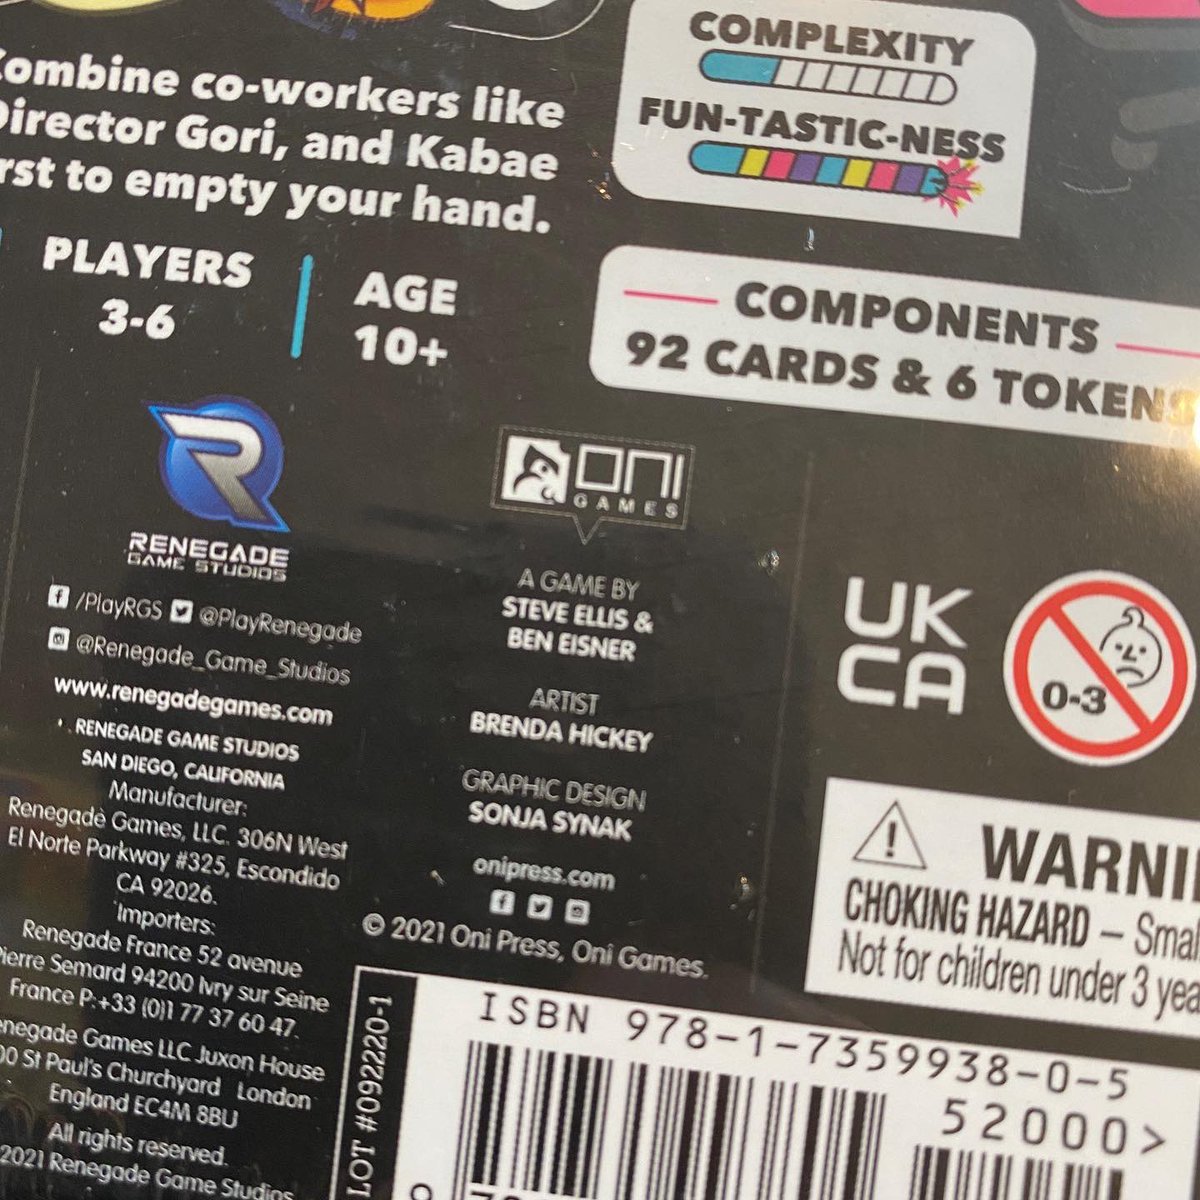 COMPLEXITY
FUN-TASTIC-NESS
Combine co-workers like
Director Gori, and Kabae
to empty your hand.
PLAYERS
3-6
AGE
10+
COMPONENTS
92 CARDS & 6 TOKENS
RENEGADE
GAME STUDIOS
/PlayRGS @PlayRenegade
@Renegade_Game_Studios
www.renegadegames.com
RENEGADE GAME STUDIOS
SAN DIEGO, CALIFORNIA
Manufacturer:
Renegade Games, LLC. 306N West
El Norte Parkway #325, Escondido
CA 92026.
Importers:
Renegade France 52 avenue
Pierre Semard 94200 Ivry sur Seine
France P:+33 (0)1 77 37 60 47.
Renegade Games LLC Juxon House
St Paul's Churchyard London
England EC4M 8BU
All rights reserved.
2021 Renegade Game Studios
ONI
GAMES
A GAME BY
STEVE ELLIS &
BEN EISNER
ARTIST
BRENDA HICKEY
GRAPHIC DESIGN
SONJA SYNAK
onipress.com
© 2021 Oni Press, Oni Games.
UK
CA
0-3
WARNI
CHOKING HAZARD – Smal
Not for children under 3 yea
LOT #092220-1
ISBN 978-1-7359938-0-5
52000>